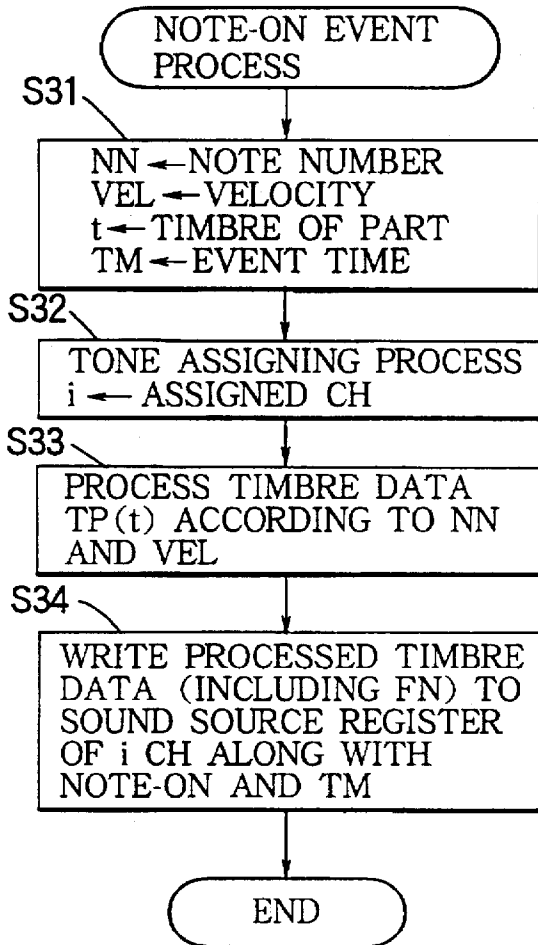 NOTE-ON EVENT
PROCESS
S31
NN ← NOTE NUMBER
VEL ← VELOCITY
t ← TIMBRE OF PART
TM ← EVENT TIME
S32
TONE ASSIGNING PROCESS
i ← ASSIGNED CH
S33
PROCESS TIMBRE DATA
TP(t) ACCORDING TO NN
AND VEL
S34
WRITE PROCESSED TIMBRE
DATA (INCLUDING FN) TO
SOUND SOURCE REGISTER
OF i CH ALONG WITH
NOTE-ON AND TM
END